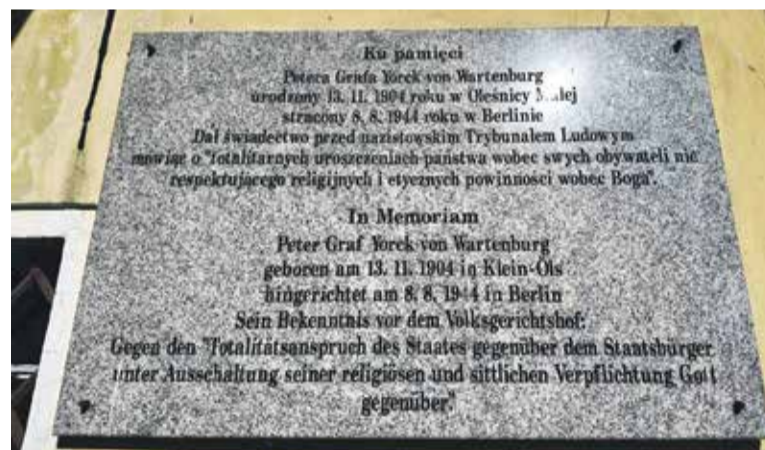 Ku pamięci
Petera Grafa Yorck von Wartenburg
urodzony 13. 11. 1904 roku w Oleśnicy Małej
stracony 8. 8. 1944 roku w Berlinie
Dał świadectwo przed nazistowskim Trybunałem Ludowym
mówiąc o "totalitarnych uroszczeniach państwa wobec swych obywateli nie
respektującego religijnych i etycznych powinności wobec Boga".
In Memoriam
Peter Graf Yorck von Wartenburg
geboren am 13. 11. 1904 in Klein-Öls
hingerichtet am 8. 8. 1944 in Berlin
Sein Bekenntnis vor dem Volksgerichtshof:
Gegen den "Totalitätsanspruch des Staates gegenüber dem Staatsbürger
unter Ausschaltung seiner religiösen und sittlichen Verpflichtung Gott
gegenüber".